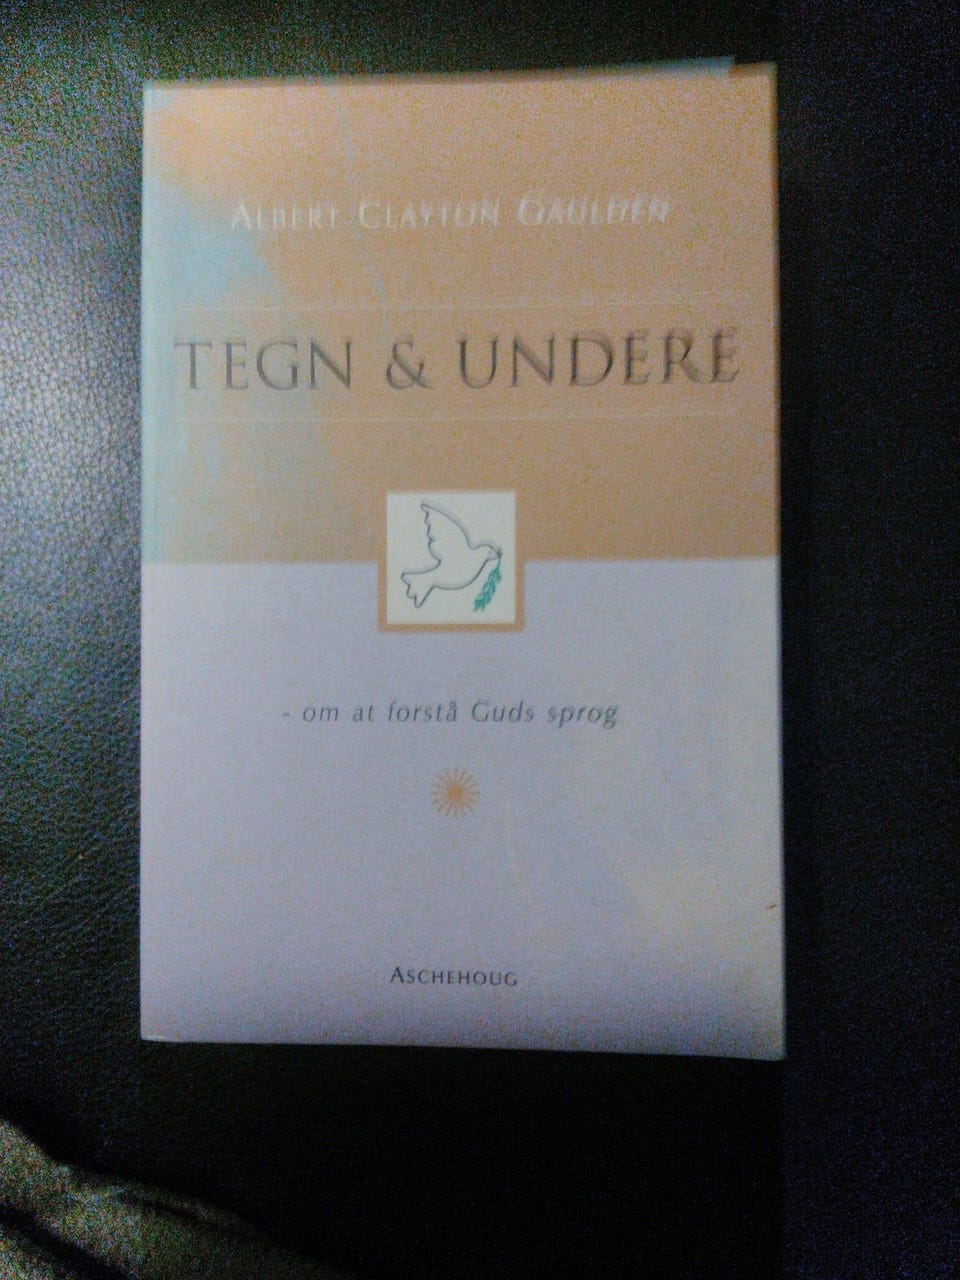 ALBERT CLAYTON GAULDEN
TEGN & UNDERE
- om at forstå Guds sprog
ASCHEHOUG